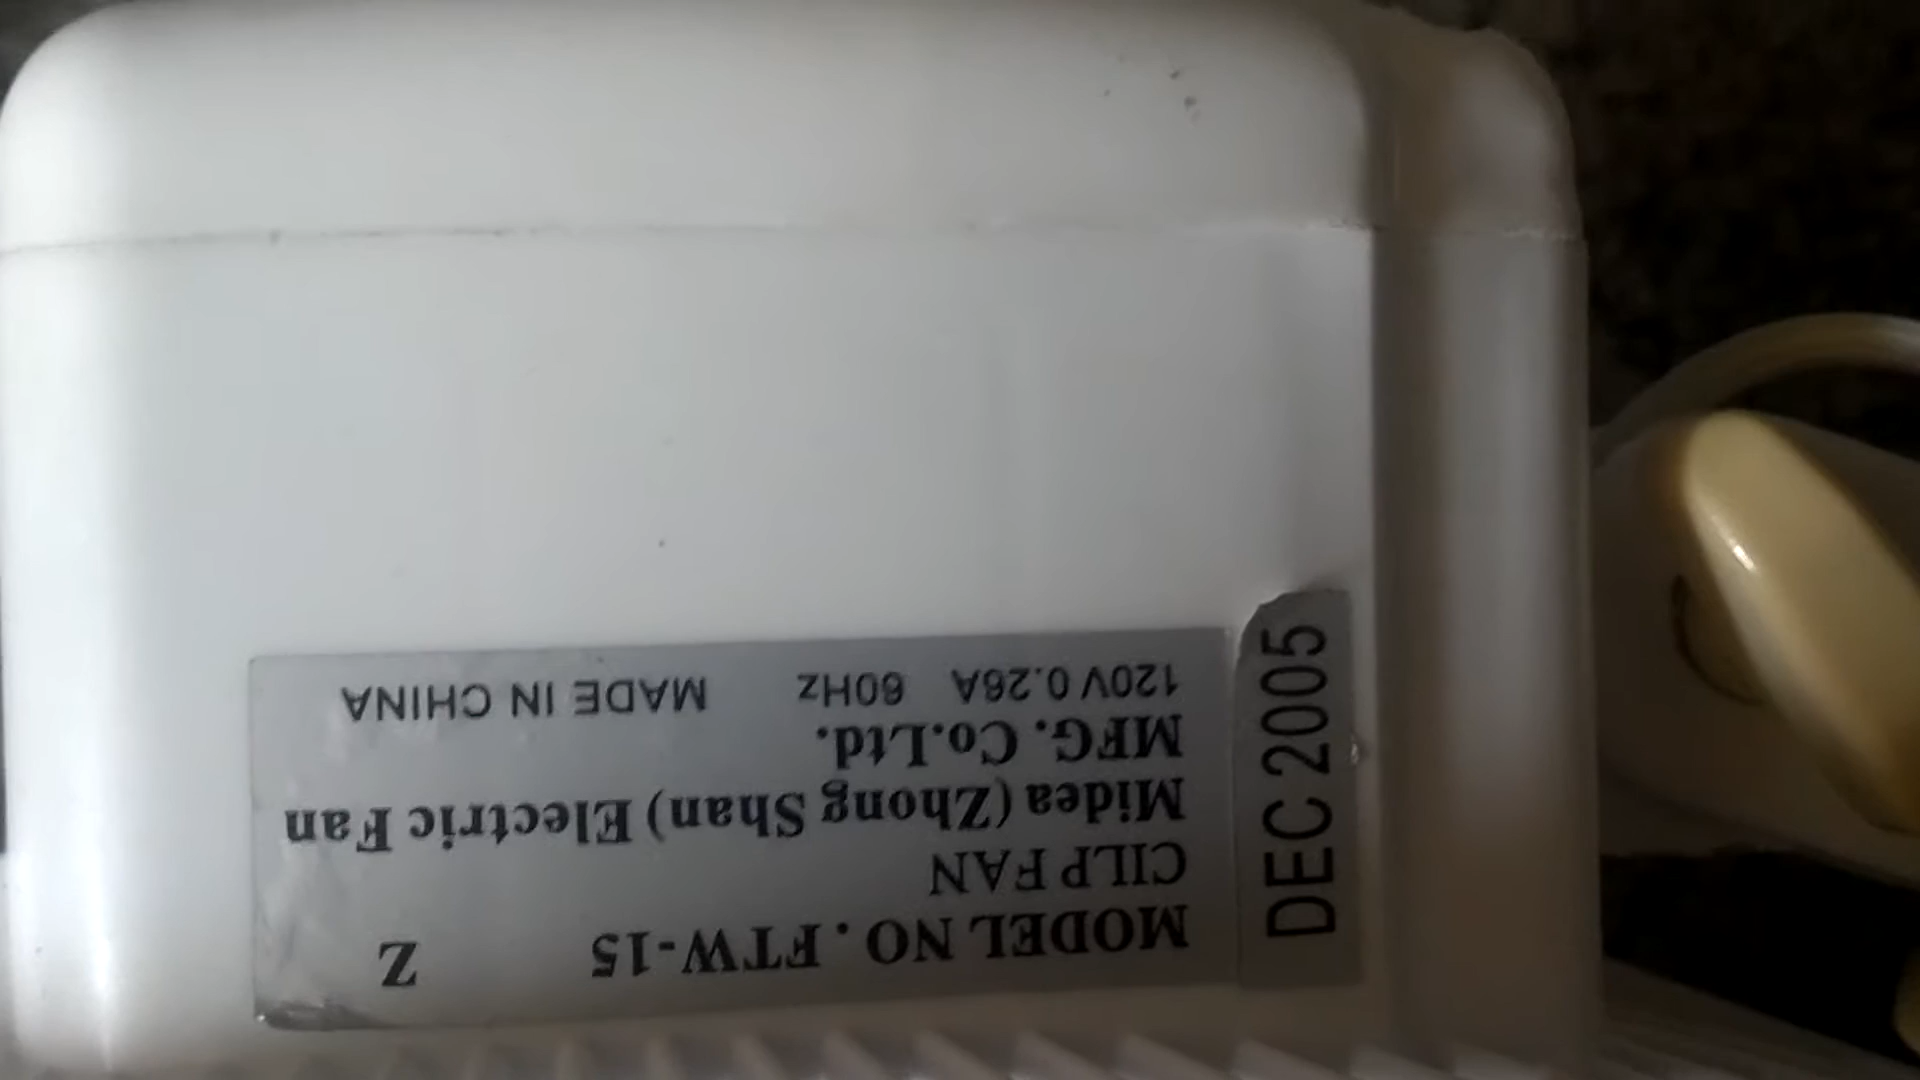 MODEL NO. FTW-15 Z
CILP FAN
Midea (Zhong Shan) Electric Fan
MFG. Co.Ltd.
120V 0.26A 60Hz MADE IN CHINA
DEC 2005